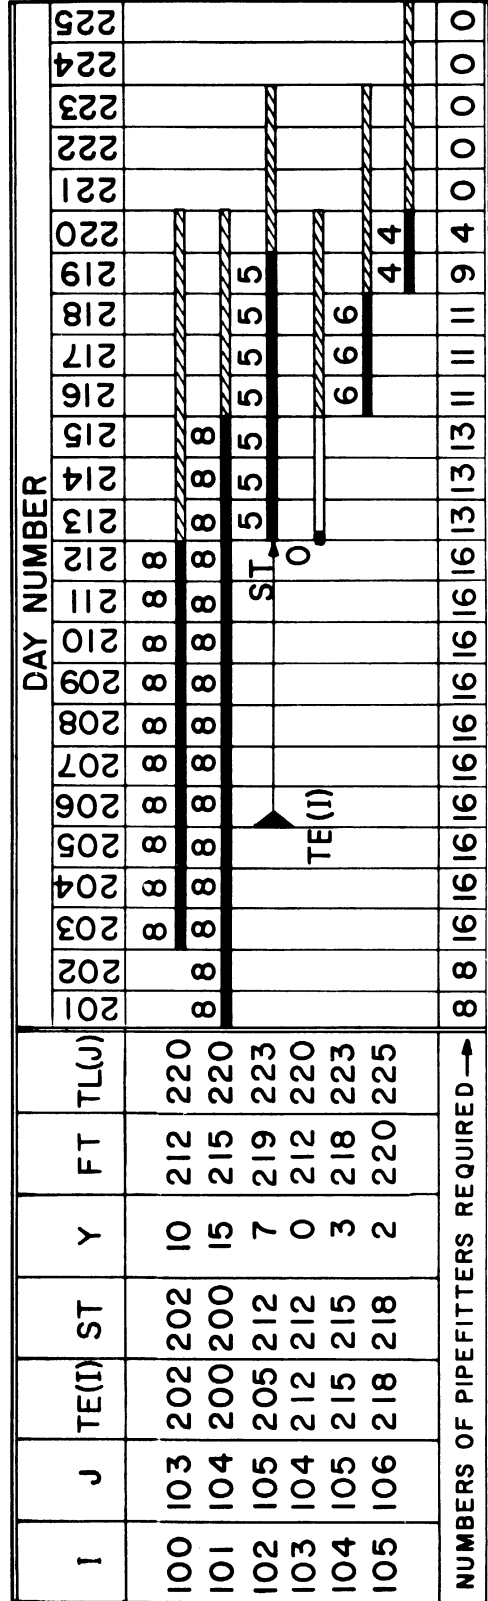 DAY NUMBER
I J TE(I) ST Y FT TL(J) 201 202 203 204 205 206 207 208 209 210 211 212 213 214 215 216 217 218 219 220 221 222 223 224 225
100 103 202 202 10 212 220 8 8 8 8 8 8 8 8 8 8
101 104 200 200 15 215 220 8 8 8 8 8 8 8 8 8 8 8 8 8 8 8
102 105 205 212 7 219 223 ST 5 5 5 5 5 5 5
103 104 212 212 0 212 220 TE(I) 0
104 105 215 215 3 218 223 6 6 6
105 106 218 218 2 220 225 4 4
NUMBERS OF PIPEFITTERS REQUIRED → 8 8 16 16 16 16 16 16 16 16 16 16 13 13 13 11 11 11 9 4 0 0 0 0 0